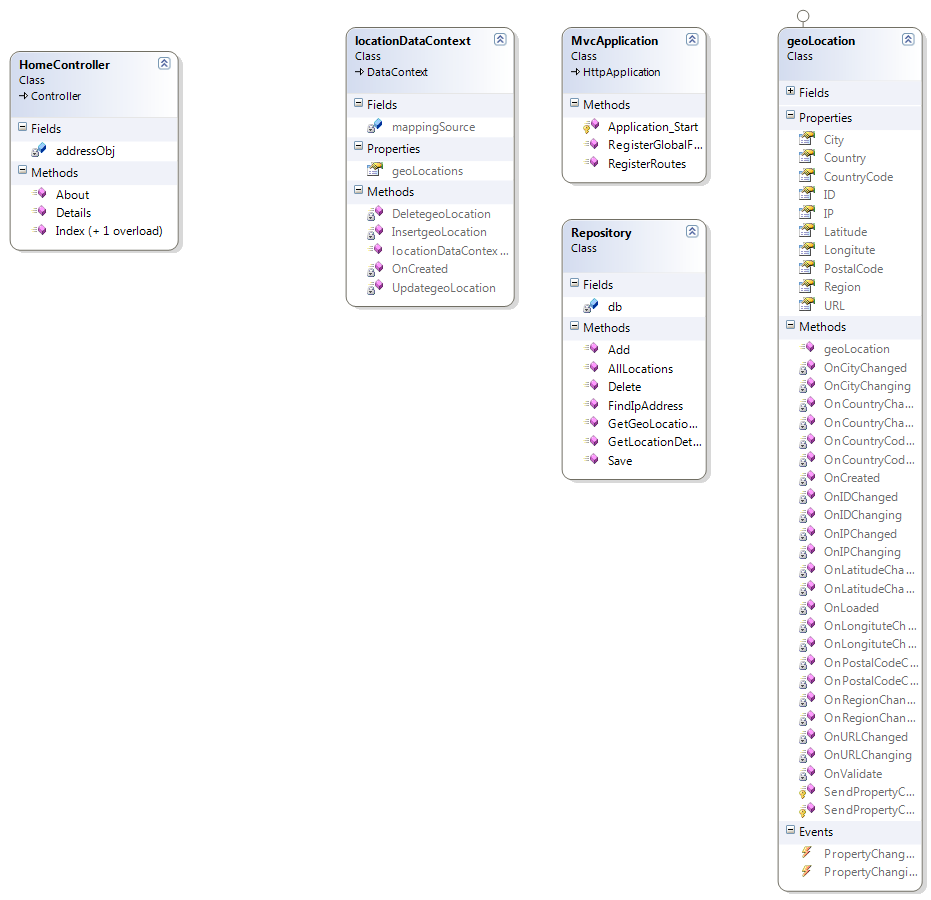 HomeController
Class
Controller
Fields
addressObj
Methods
About
Details
Index (+ 1 overload)
locationDataContext
Class
DataContext
Fields
mappingSource
Properties
geoLocations
Methods
DeletegeoLocation
InsertgeoLocation
locationDataContex ...
OnCreated
UpdategeoLocation
MvcApplication
Class
HttpApplication
Methods
Application_Start
RegisterGlobalF...
RegisterRoutes
Repository
Class
Fields
db
Methods
Add
AllLocations
Delete
FindIpAddress
GetGeoLocatio...
GetLocationDet...
Save
geoLocation
Class
Fields
Properties
City
Country
CountryCode
ID
IP
Latitude
Longitute
PostalCode
Region
URL
Methods
geoLocation
OnCityChanged
OnCityChanging
OnCountryCha...
OnCountryCha...
OnCountryCod...
OnCountryCod...
OnCreated
OnIDChanged
OnIDChanging
OnIPChanged
OnIPChanging
OnLatitudeCha...
OnLatitudeCha...
OnLoaded
OnLongituteCh...
OnLongituteCh...
OnPostalCodeC...
OnPostalCodeC...
OnRegionChan...
OnRegionChan...
OnURLChanged
OnURLChanging
OnValidate
SendPropertyC...
SendPropertyC...
Events
PropertyChang...
PropertyChangi...